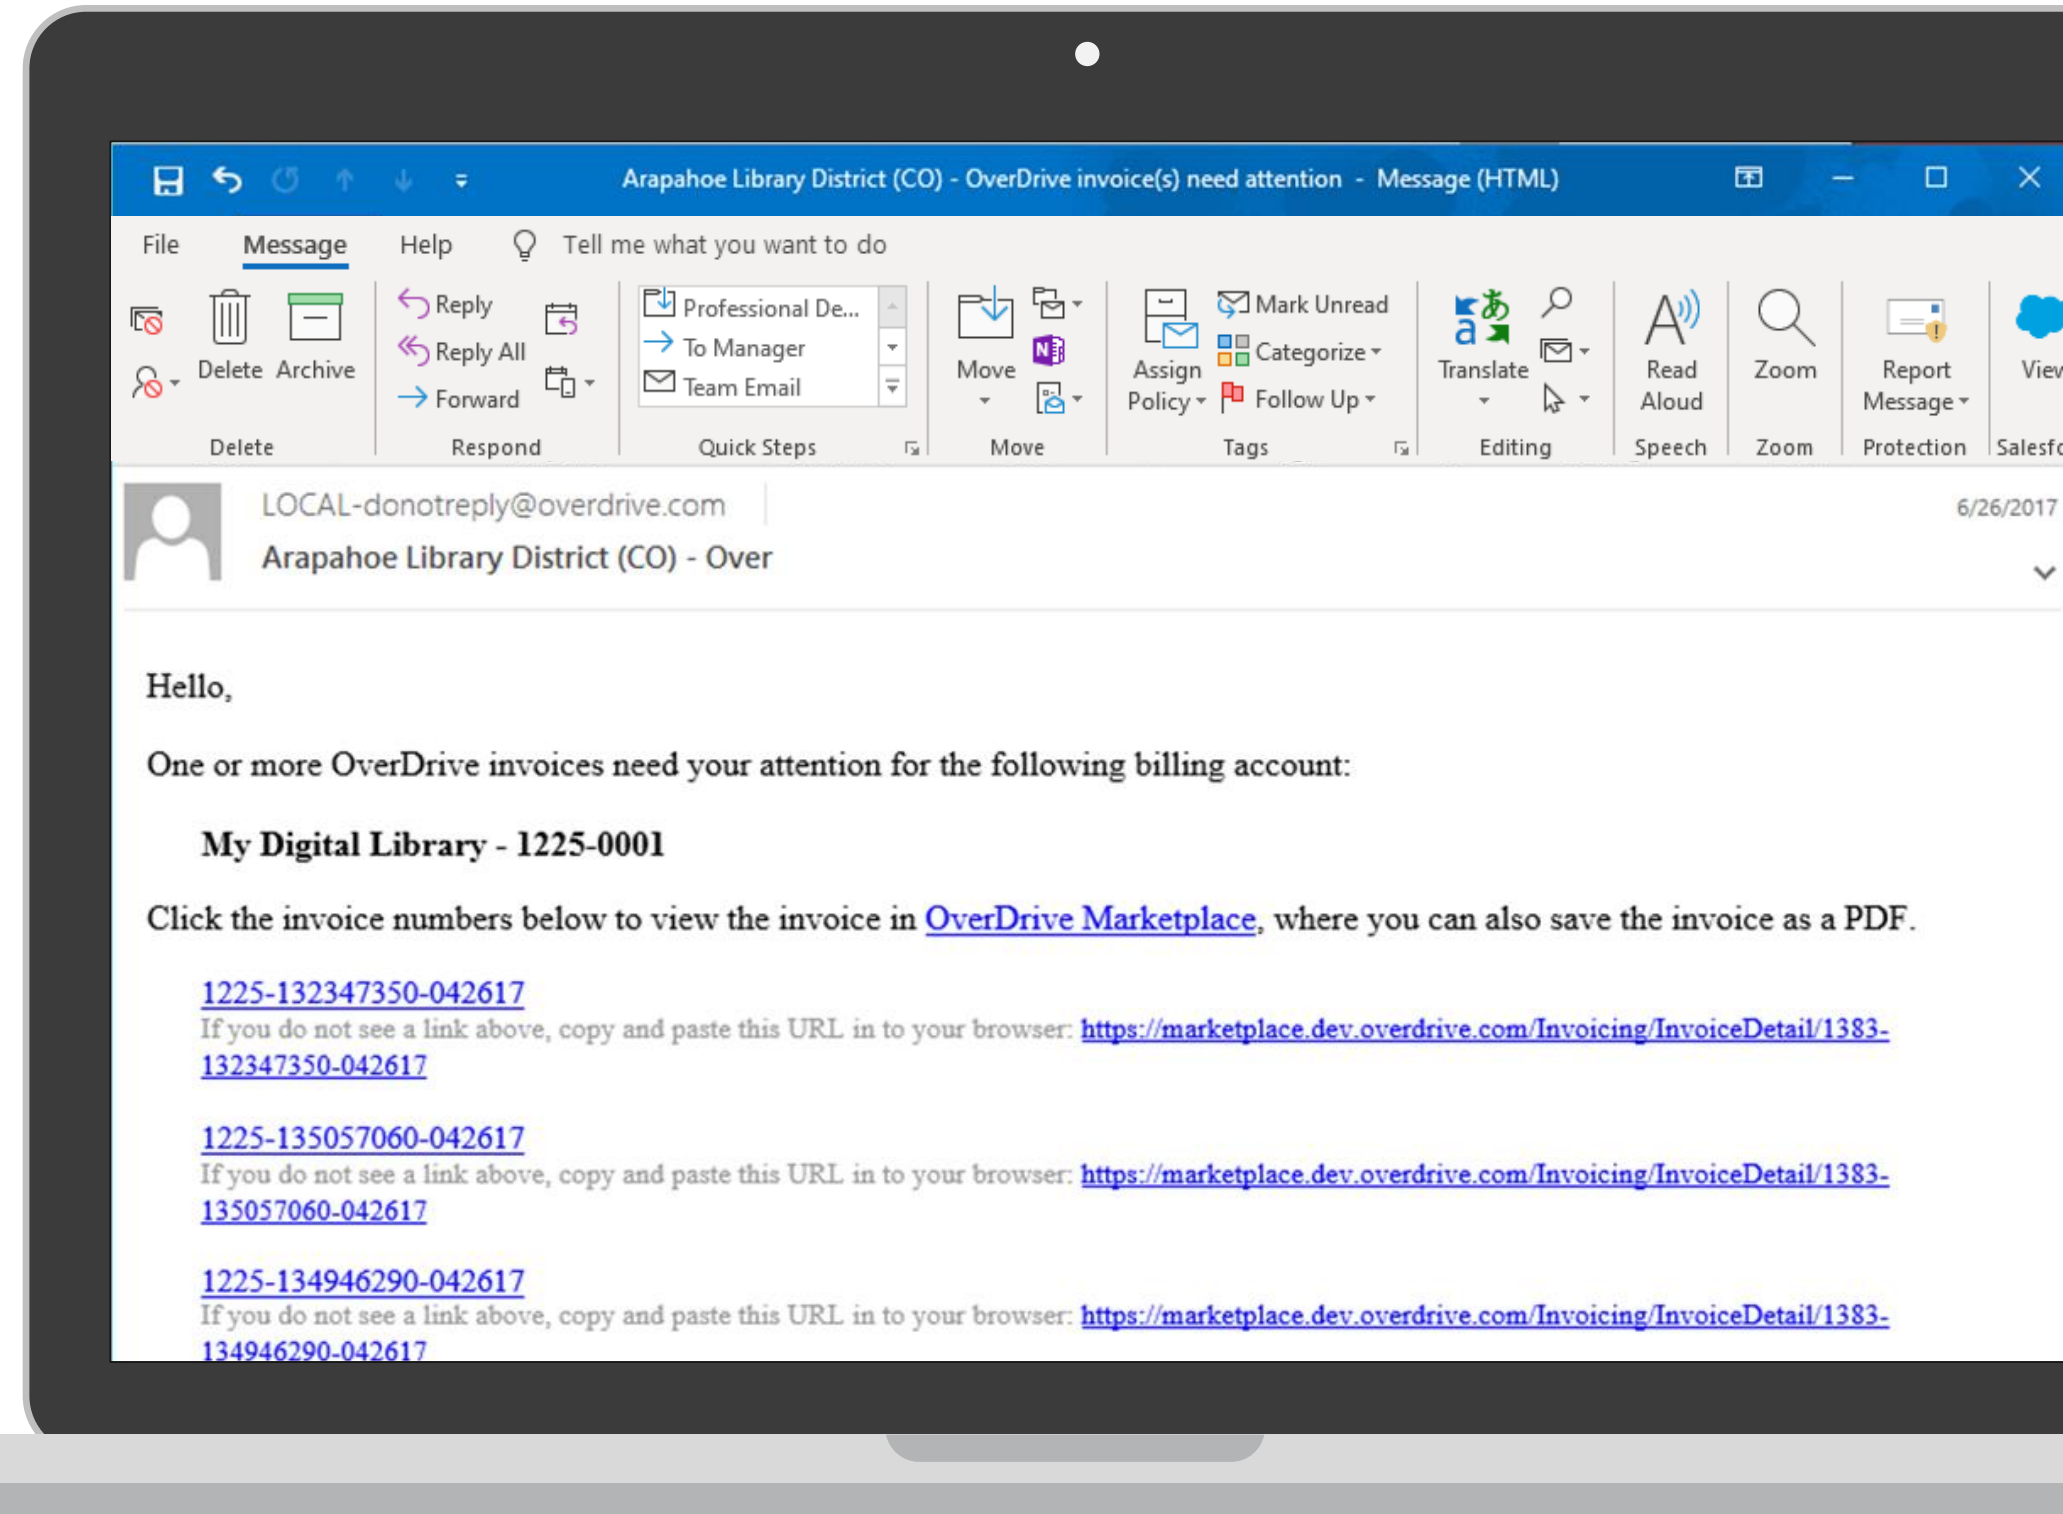 Arapahoe Library District (CO) - OverDrive invoice(s) need attention - Message (HTML)
File Message Help Tell me what you want to do
Delete Archive
Reply
Reply All
Forward
Professional De...
To Manager
Team Email
Move
Assign Policy
Mark Unread
Categorize
Follow Up
Translate
Read Aloud
Zoom
Report Message
View
Delete Respond Quick Steps Move Tags Editing Speech Zoom Protection Salesfo
LOCAL-donotreply@overdrive.com 6/26/2017
Arapahoe Library District (CO) - Over
Hello,
One or more OverDrive invoices need your attention for the following billing account:
My Digital Library - 1225-0001
Click the invoice numbers below to view the invoice in OverDrive Marketplace, where you can also save the invoice as a PDF.
1225-132347350-042617
If you do not see a link above, copy and paste this URL in to your browser: https://marketplace.dev.overdrive.com/Invoicing/InvoiceDetail/1383-
132347350-042617
1225-135057060-042617
If you do not see a link above, copy and paste this URL in to your browser: https://marketplace.dev.overdrive.com/Invoicing/InvoiceDetail/1383-
135057060-042617
1225-134946290-042617
If you do not see a link above, copy and paste this URL in to your browser: https://marketplace.dev.overdrive.com/Invoicing/InvoiceDetail/1383-
134946290-042617